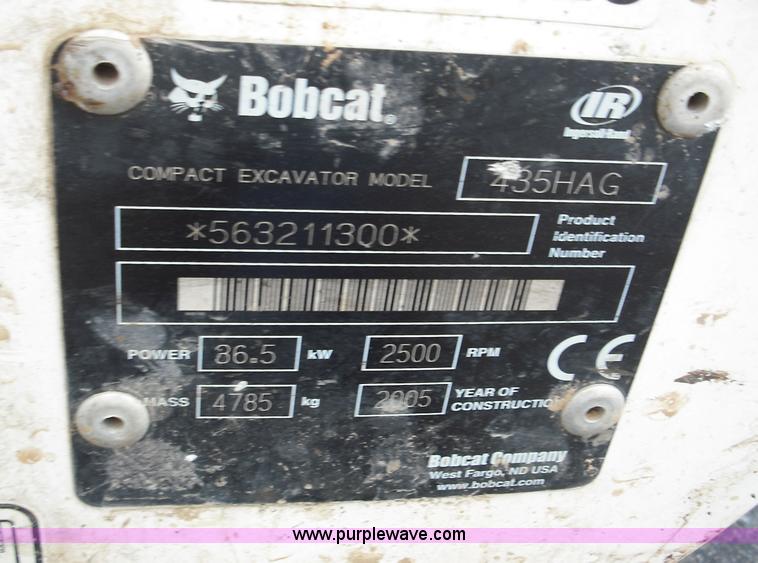 Bobcat®
IR
Ingersoll-Rand
COMPACT EXCAVATOR MODEL 435HAG
*563211300*
Product
Identification
Number
POWER 36.5 kW 2500 RPM
MASS 4785 kg 2005 YEAR OF
CONSTRUCTION
CE
Bobcat Company
West Fargo, ND USA
www.bobcat.com
www.purplewave.com